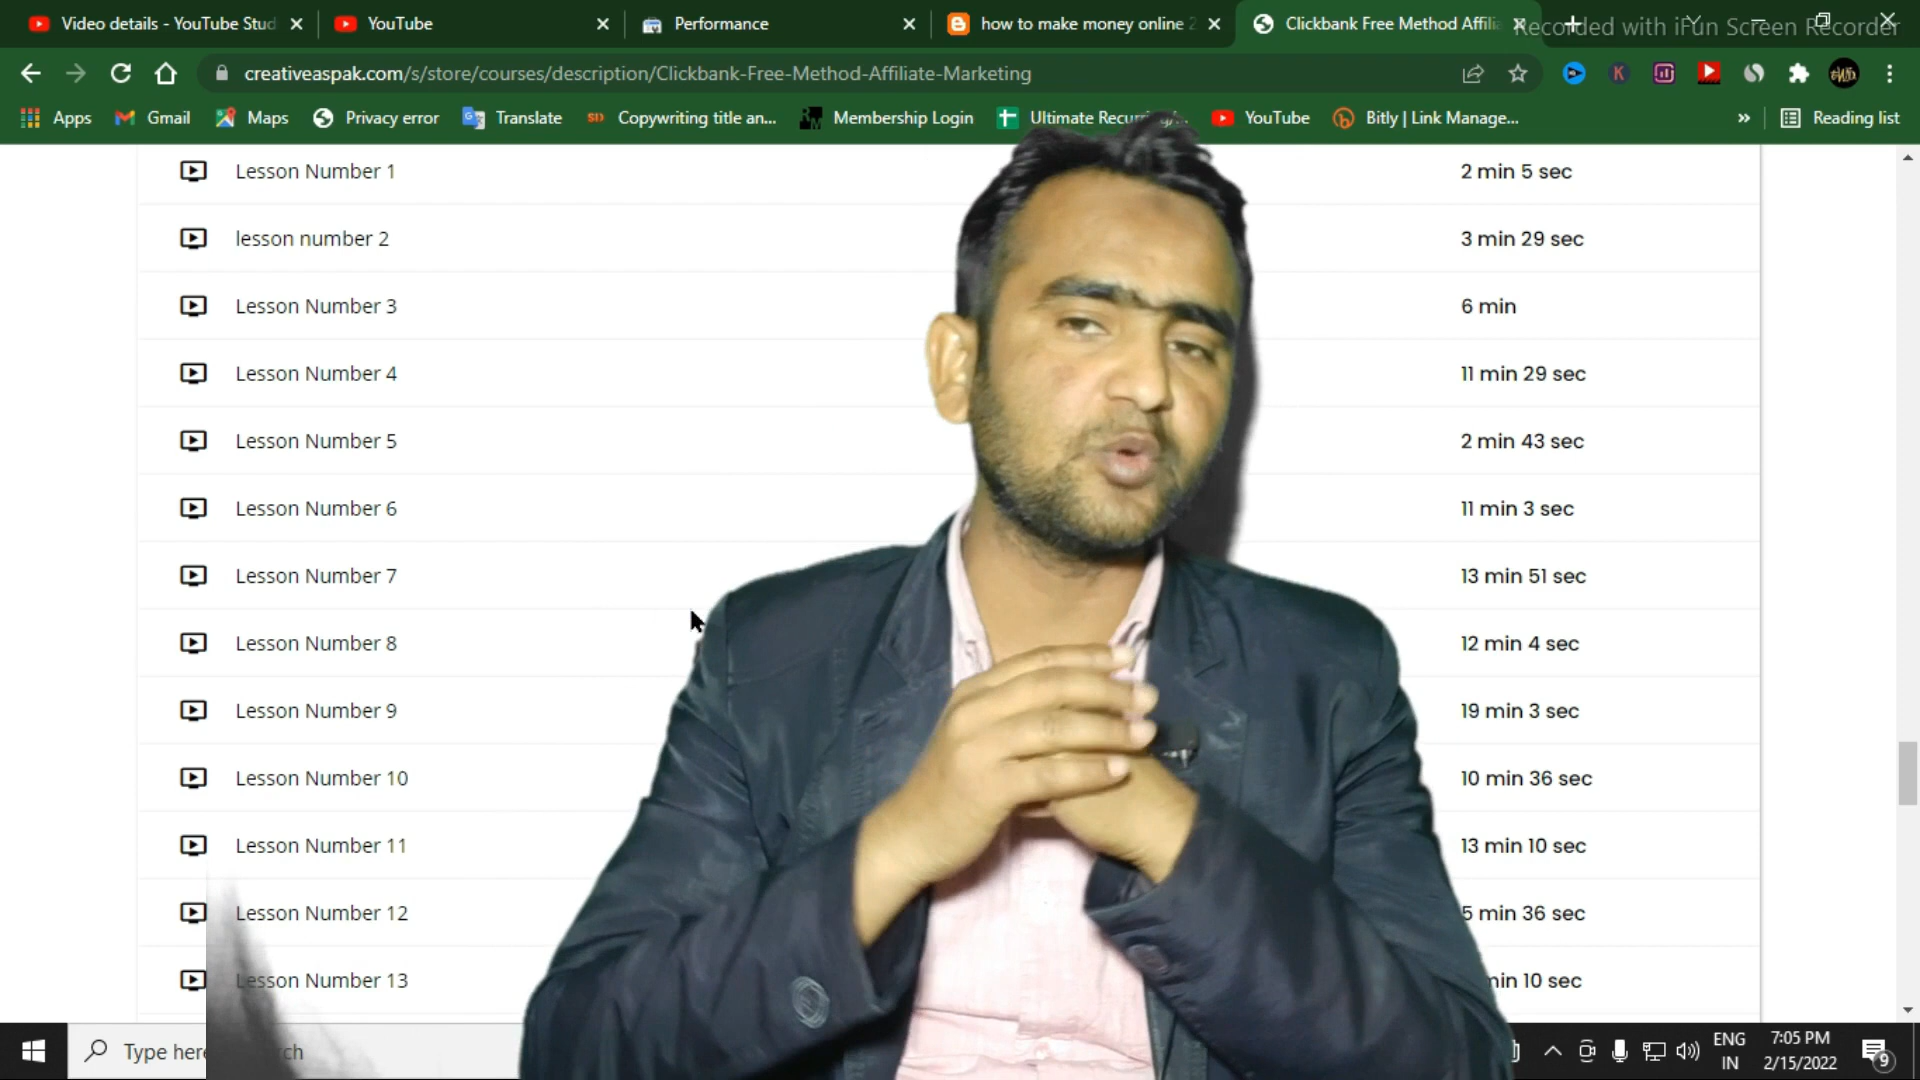 Video details - YouTube Stud
YouTube
Performance
how to make money online 2
Clickbank Free Method Affilia
Recorded with iFun Screen Recorder
creativeaspak.com/s/store/courses/description/Clickbank-Free-Method-Affiliate-Marketing
Apps
Gmail
Maps
Privacy error
Translate
Copywriting title an...
Membership Login
Ultimate
YouTube
Bitly | Link Manage...
»
Reading list
Lesson Number 1 2 min 5 sec
lesson number 2 3 min 29 sec
Lesson Number 3 6 min
Lesson Number 4 11 min 29 sec
Lesson Number 5 2 min 43 sec
Lesson Number 6 11 min 3 sec
Lesson Number 7 13 min 51 sec
Lesson Number 8 12 min 4 sec
Lesson Number 9 19 min 3 sec
Lesson Number 10 10 min 36 sec
Lesson Number 11 13 min 10 sec
Lesson Number 12 5 min 36 sec
Lesson Number 13 min 10 sec
Type here
ENG
IN
7:05 PM
2/15/2022
9